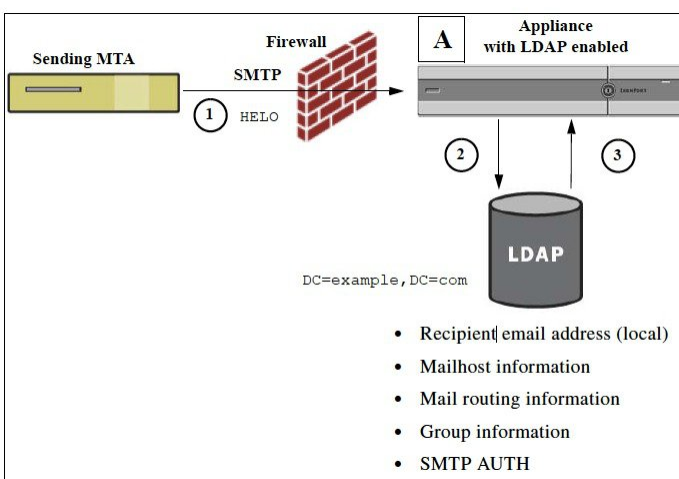 Sending MTA
Firewall
A
Appliance
with LDAP enabled
SMTP
1
HELO
IRONPORT
2
3
LDAP
DC=example,DC=com
• Recipient email address (local)
• Mailhost information
• Mail routing information
• Group information
• SMTP AUTH